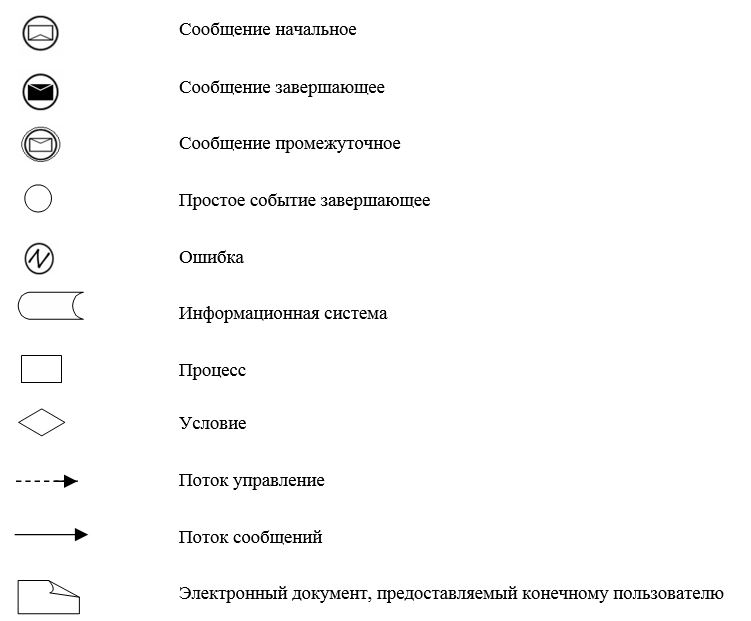 Сообщение начальное
Сообщение завершающее
Сообщение промежуточное
Простое событие завершающее
Ошибка
Информационная система
Процесс
Условие
Поток управление
Поток сообщений
Электронный документ, предоставляемый конечному пользователю